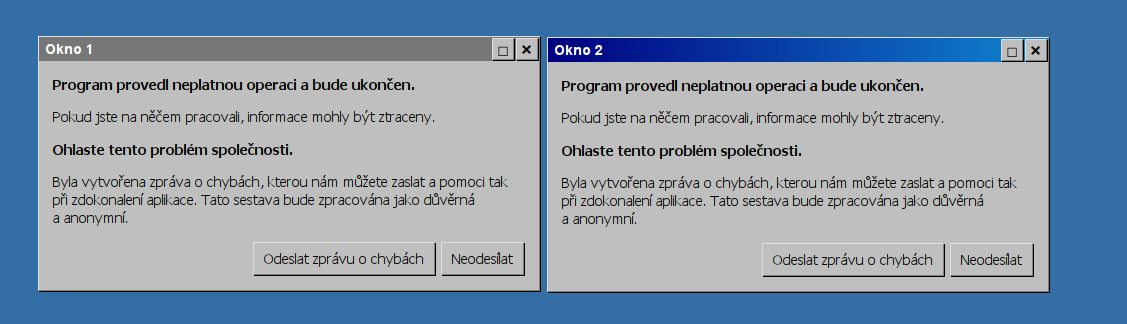 Okno 1
Program provedl neplatnou operaci a bude ukončen.
Pokud jste na něčem pracovali, informace mohly být ztraceny.
Ohlaste tento problém společnosti.
Byla vytvořena zpráva o chybách, kterou nám můžete zaslat a pomoci tak
při zdokonalení aplikace. Tato sestava bude zpracována jako důvěrná
a anonymní.
Odeslat zprávu o chybách
Neodesílat
Okno 2
Program provedl neplatnou operaci a bude ukončen.
Pokud jste na něčem pracovali, informace mohly být ztraceny.
Ohlaste tento problém společnosti.
Byla vytvořena zpráva o chybách, kterou nám můžete zaslat a pomoci tak
při zdokonalení aplikace. Tato sestava bude zpracována jako důvěrná
a anonymní.
Odeslat zprávu o chybách
Neodesílat